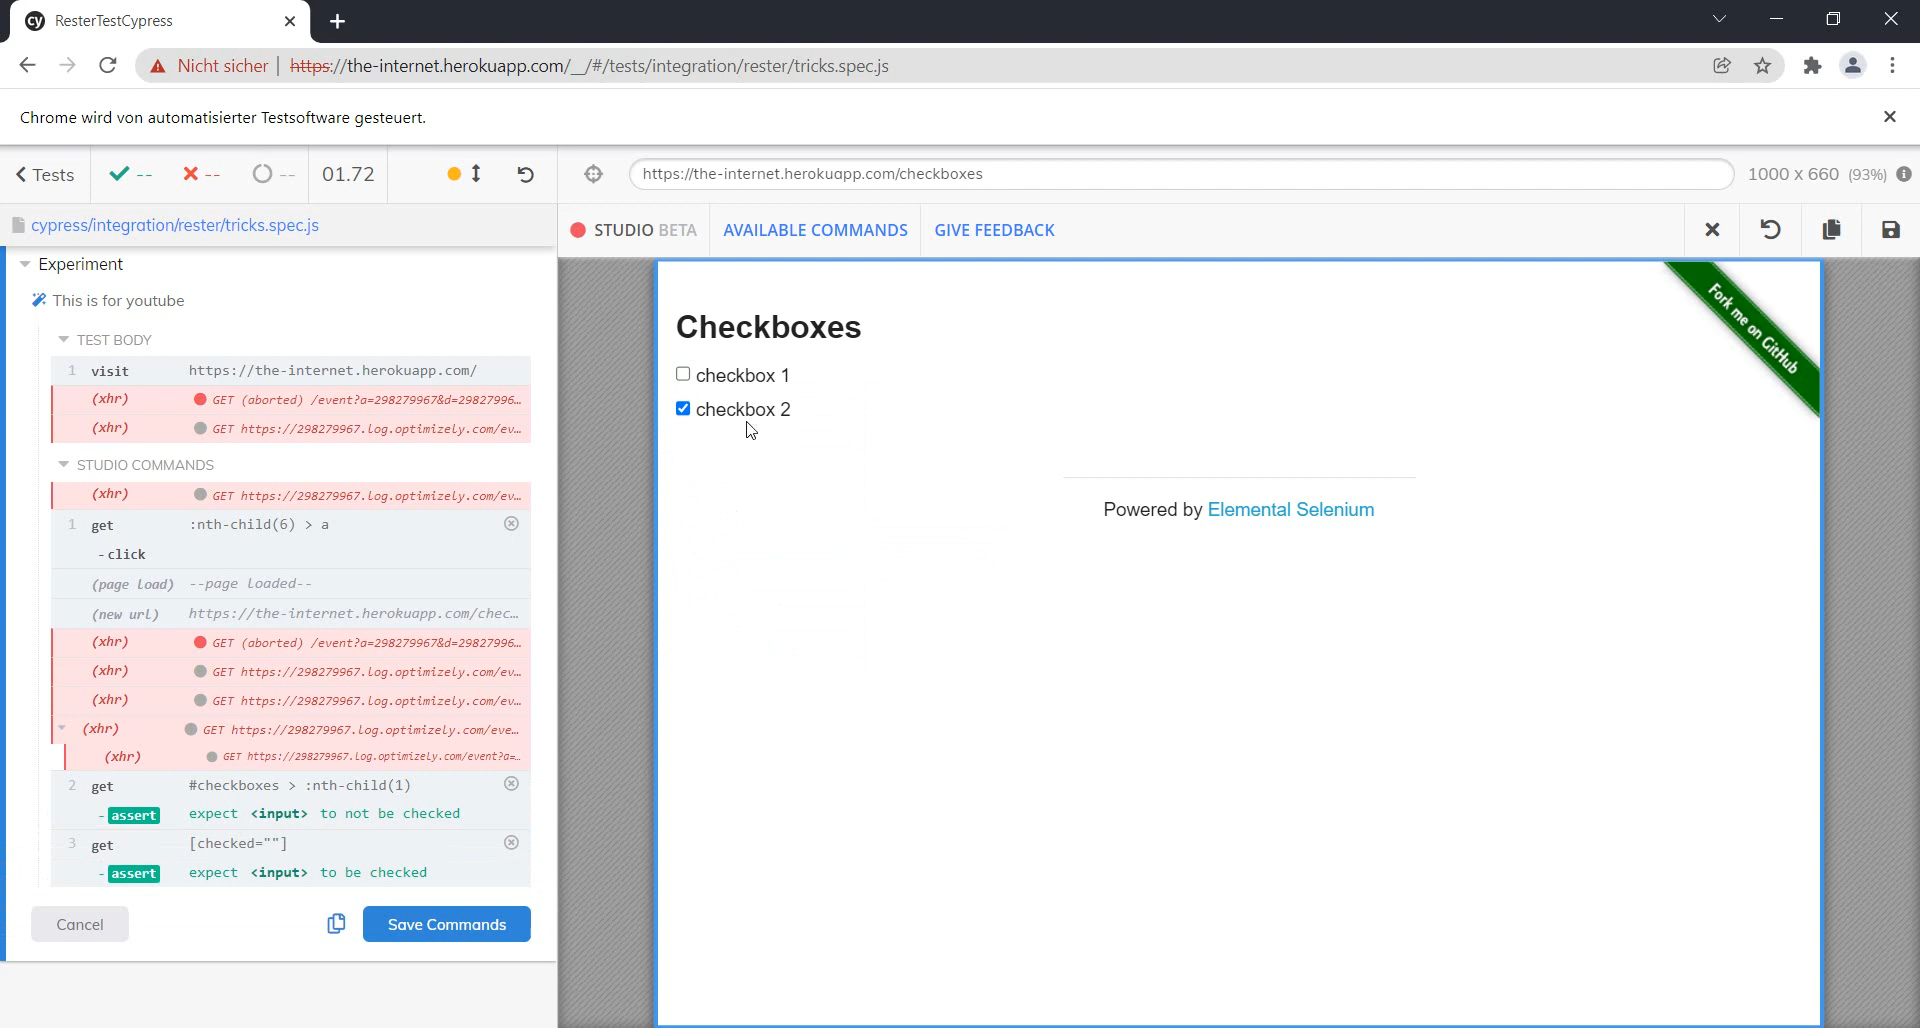 ResterTestCypress
Nicht sicher https://the-internet.herokuapp.com/__/#/tests/integration/rester/tricks.spec.js
Chrome wird von automatisierter Testsoftware gesteuert.
Tests -- -- -- 01.72
https://the-internet.herokuapp.com/checkboxes
1000 x 660 (93%)
cypress/integration/rester/tricks.spec.js
STUDIO BETA AVAILABLE COMMANDS GIVE FEEDBACK
Experiment
This is for youtube
TEST BODY
1 visit https://the-internet.herokuapp.com/
(xhr) GET (aborted) /event?a=298279967&d=29827996…
(xhr) GET https://298279967.log.optimizely.com/ev…
STUDIO COMMANDS
(xhr) GET https://298279967.log.optimizely.com/ev…
1 get :nth-child(6) > a
- click
(page load) --page loaded--
(new url) https://the-internet.herokuapp.com/chec…
(xhr) GET (aborted) /event?a=298279967&d=29827996…
(xhr) GET https://298279967.log.optimizely.com/ev…
(xhr) GET https://298279967.log.optimizely.com/ev…
(xhr) GET https://298279967.log.optimizely.com/eve…
(xhr) GET https://298279967.log.optimizely.com/event?a=…
2 get #checkboxes > :nth-child(1)
- assert expect <input> to not be checked
3 get [checked=""]
- assert expect <input> to be checked
Cancel Save Commands
Fork me on GitHub
Checkboxes
checkbox 1
checkbox 2
Powered by Elemental Selenium